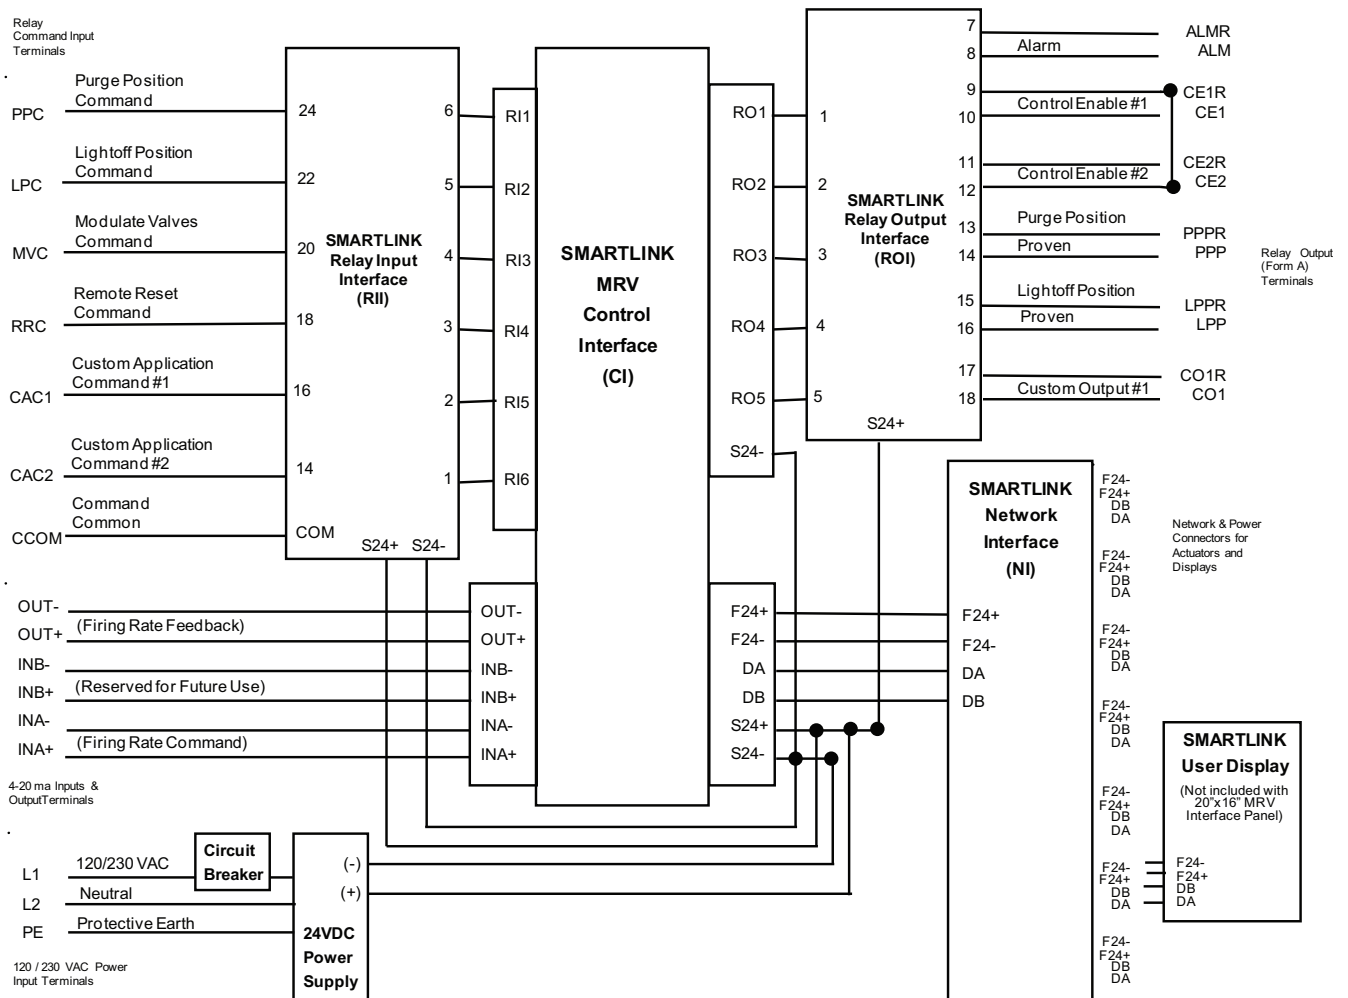 Relay
Command Input
Terminals
PPC
Purge Position
Command
24
LPC
Lightoff Position
Command
22
MVC
Modulate Valves
Command
20
RRC
Remote Reset
Command
18
CAC1
Custom Application
Command #1
16
CAC2
Custom Application
Command #2
14
CCOM
Command
Common
COM
SMARTLINK
Relay Input
Interface
(RII)
S24+ S24-
6
5
4
3
2
1
RI1
RI2
RI3
RI4
RI5
RI6
SMARTLINK
MRV
Control
Interface
(CI)
RO1
RO2
RO3
RO4
RO5
S24-
1
2
3
4
5
SMARTLINK
Relay Output
Interface
(ROI)
S24+
7
8
9
10
11
12
13
14
15
16
17
18
Alarm
Control Enable #1
Control Enable #2
Purge Position
Proven
Lightoff Position
Proven
Custom Output #1
ALMR
ALM
CE1R
CE1
CE2R
CE2
PPPR
PPP
LPPR
LPP
CO1R
CO1
Relay Output
(Form A)
Terminals
OUT-
OUT+
(Firing Rate Feedback)
INB-
INB+
(Reserved for Future Use)
INA-
INA+
(Firing Rate Command)
4-20 ma Inputs &
Output Terminals
OUT-
OUT+
INB-
INB+
INA-
INA+
F24+
F24-
DA
DB
S24+
S24-
SMARTLINK
Network
Interface
(NI)
F24+
F24-
DA
DB
F24-
F24+
DB
DA
F24-
F24+
DB
DA
F24-
F24+
DB
DA
F24-
F24+
DB
DA
F24-
F24+
DB
DA
F24-
F24+
DB
DA
F24-
F24+
DB
DA
Network & Power
Connectors for
Actuators and
Displays
SMARTLINK
User Display
(Not included with
20"x16" MRV
Interface Panel)
F24-
F24+
DB
DA
L1
120/230 VAC
L2
Neutral
PE
Protective Earth
120 / 230 VAC Power
Input Terminals
Circuit
Breaker
(-)
(+)
24VDC
Power
Supply